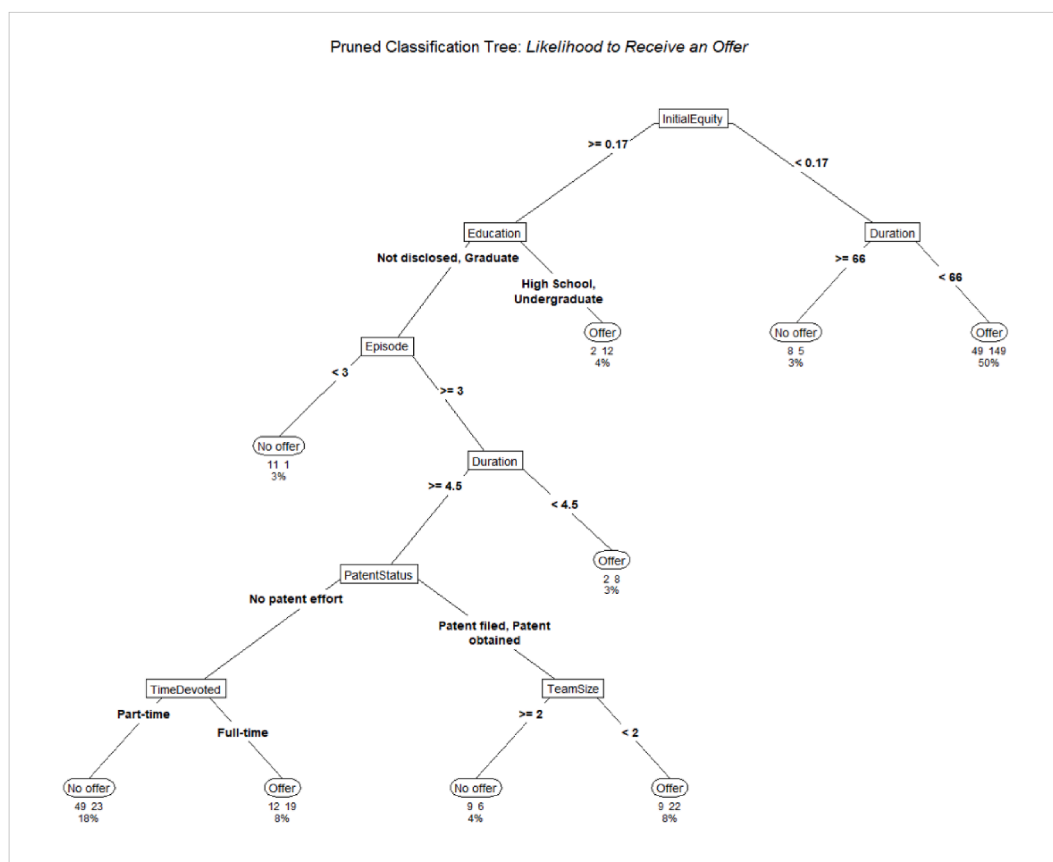 Pruned Classification Tree: Likelihood to Receive an Offer
InitialEquity
>= 0.17
< 0.17
Education
Duration
Not disclosed, Graduate
High School,
Undergraduate
>= 66
< 66
Offer
2 12
4%
No offer
8 5
3%
Offer
49 149
50%
Episode
< 3
>= 3
No offer
11 1
3%
Duration
>= 4.5
< 4.5
Offer
2 8
3%
PatentStatus
No patent effort
Patent filed, Patent
obtained
TimeDevoted
TeamSize
Part-time
Full-time
>= 2
< 2
No offer
49 23
18%
Offer
12 19
8%
No offer
9 6
4%
Offer
9 22
8%